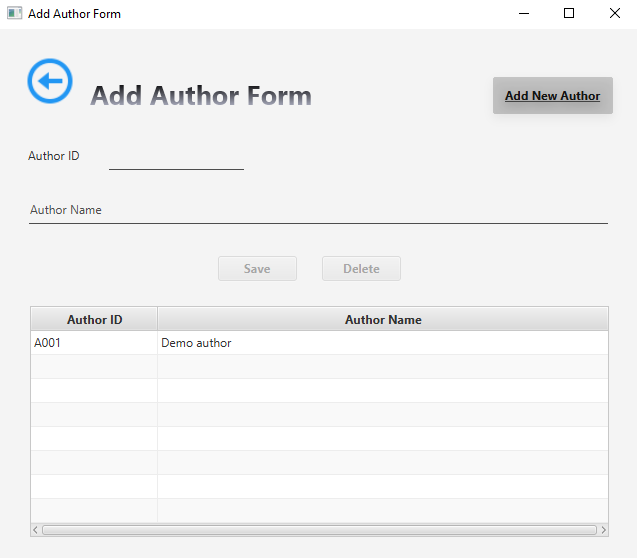 Add Author Form
Add Author Form
Add New Author
Author ID
Author Name
Save Delete
Author ID Author Name
A001 Demo author